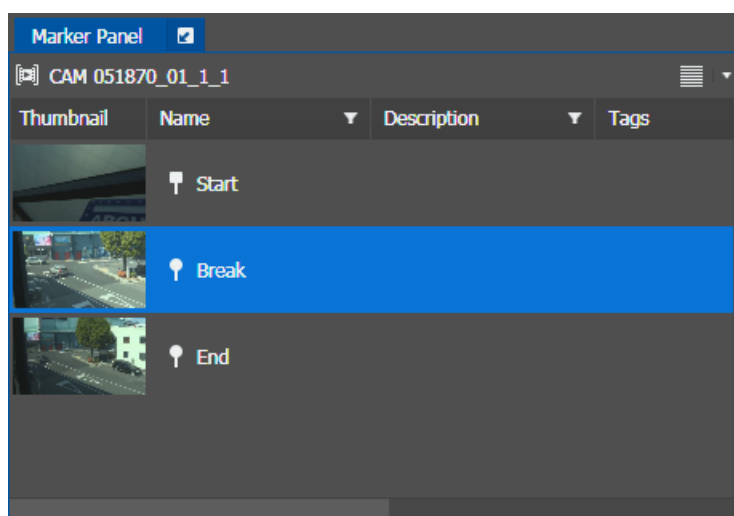 Marker Panel
CAM 051870_01_1_1
Thumbnail Name Description Tags
Start
Break
End